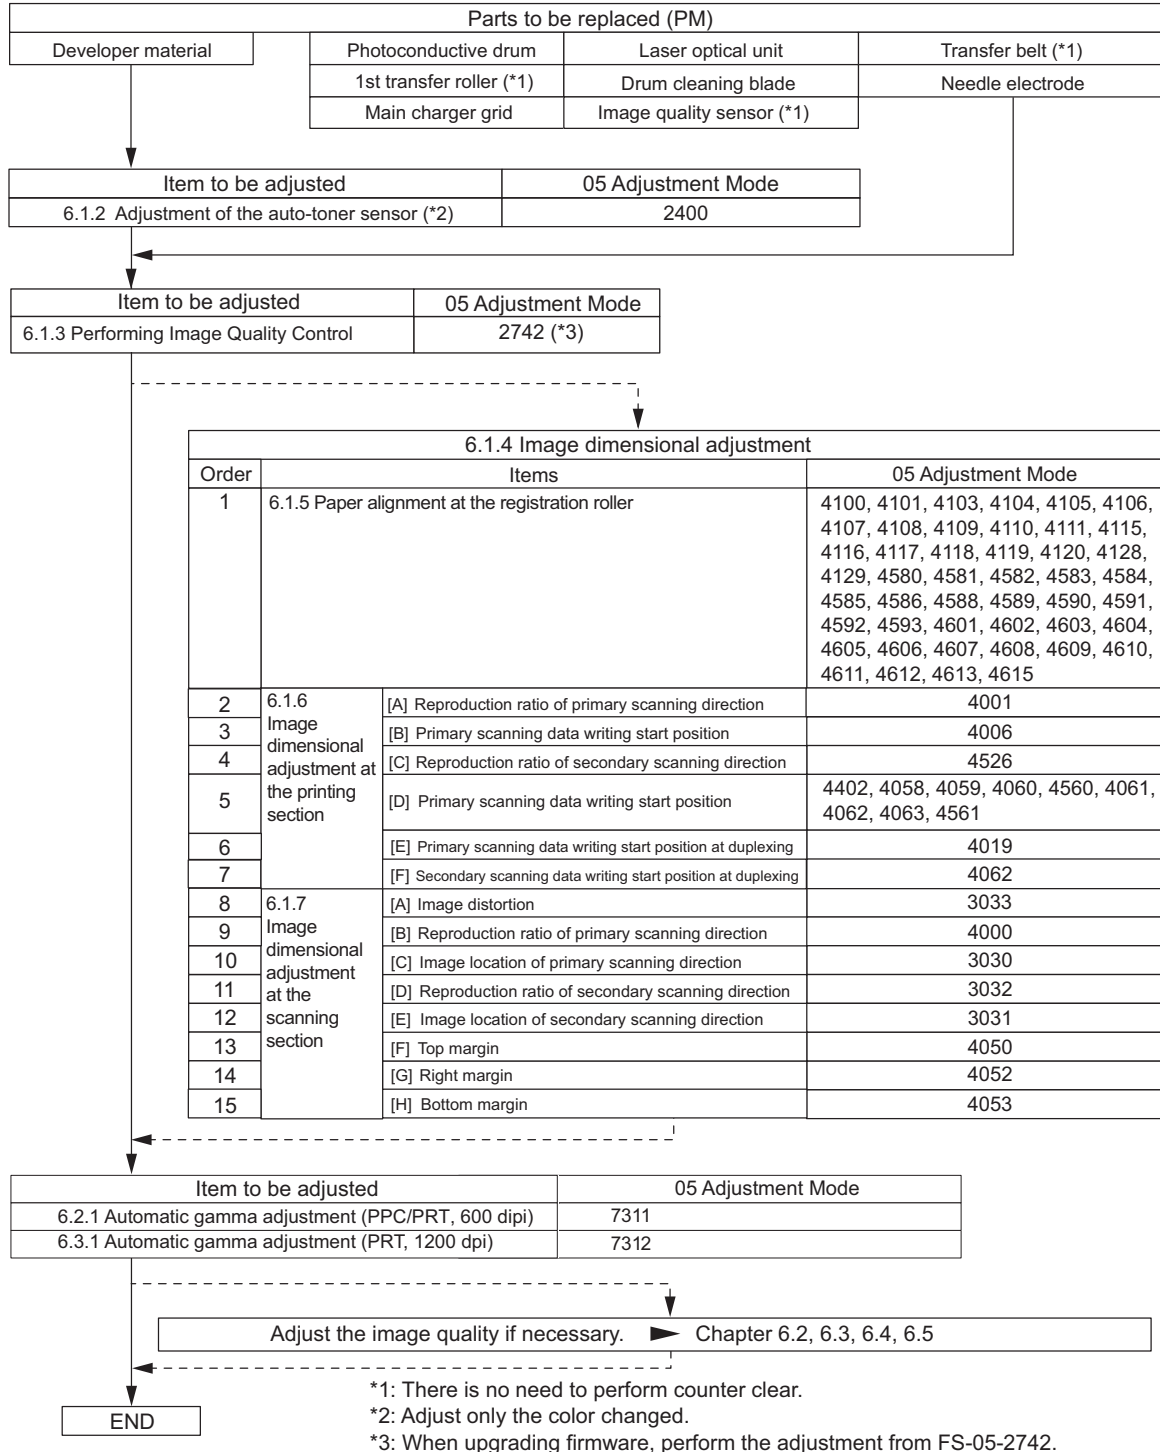 Parts to be replaced (PM)
Developer material
Photoconductive drum
Laser optical unit
Transfer belt (*1)
1st transfer roller (*1)
Drum cleaning blade
Needle electrode
Main charger grid
Image quality sensor (*1)
Item to be adjusted
05 Adjustment Mode
6.1.2 Adjustment of the auto-toner sensor (*2)
2400
Item to be adjusted
05 Adjustment Mode
6.1.3 Performing Image Quality Control
2742 (*3)
6.1.4 Image dimensional adjustment
Order
Items
05 Adjustment Mode
1
6.1.5 Paper alignment at the registration roller
4100, 4101, 4103, 4104, 4105, 4106,
4107, 4108, 4109, 4110, 4111, 4115,
4116, 4117, 4118, 4119, 4120, 4128,
4129, 4580, 4581, 4582, 4583, 4584,
4585, 4586, 4588, 4589, 4590, 4591,
4592, 4593, 4601, 4602, 4603, 4604,
4605, 4606, 4607, 4608, 4609, 4610,
4611, 4612, 4613, 4615
6.1.6
Image
dimensional
adjustment at
the printing
section
2
[A] Reproduction ratio of primary scanning direction
4001
3
[B] Primary scanning data writing start position
4006
4
[C] Reproduction ratio of secondary scanning direction
4526
5
[D] Primary scanning data writing start position
4402, 4058, 4059, 4060, 4560, 4061,
4062, 4063, 4561
6
[E] Primary scanning data writing start position at duplexing
4019
7
[F] Secondary scanning data writing start position at duplexing
4062
6.1.7
Image
dimensional
adjustment
at the
scanning
section
8
[A] Image distortion
3033
9
[B] Reproduction ratio of primary scanning direction
4000
10
[C] Image location of primary scanning direction
3030
11
[D] Reproduction ratio of secondary scanning direction
3032
12
[E] Image location of secondary scanning direction
3031
13
[F] Top margin
4050
14
[G] Right margin
4052
15
[H] Bottom margin
4053
Item to be adjusted
05 Adjustment Mode
6.2.1 Automatic gamma adjustment (PPC/PRT, 600 dipi)
7311
6.3.1 Automatic gamma adjustment (PRT, 1200 dpi)
7312
Adjust the image quality if necessary. ► Chapter 6.2, 6.3, 6.4, 6.5
END
*1: There is no need to perform counter clear.
*2: Adjust only the color changed.
*3: When upgrading firmware, perform the adjustment from FS-05-2742.